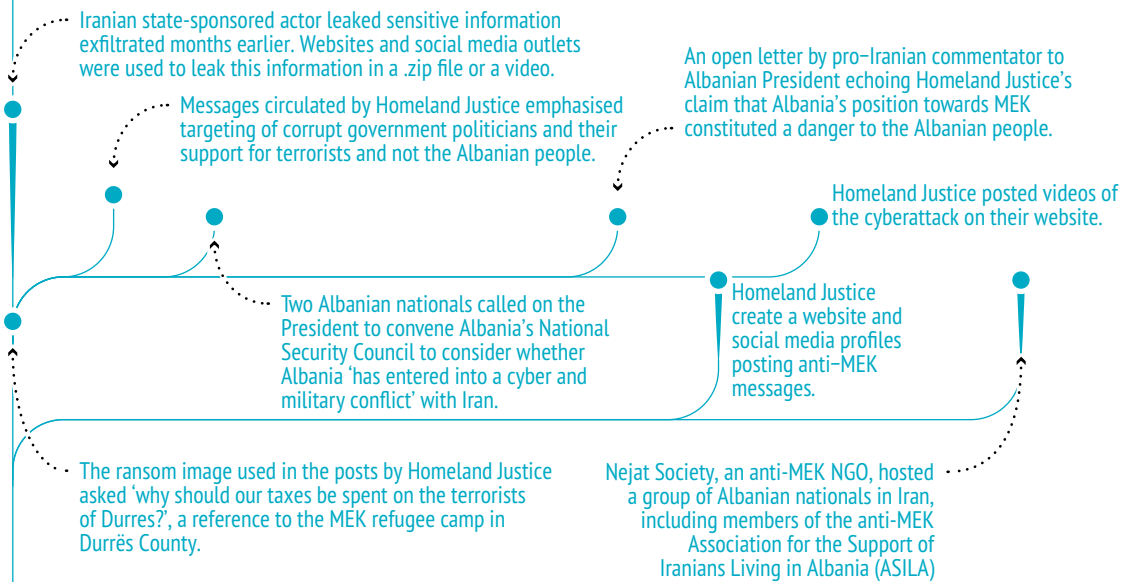 Iranian state-sponsored actor leaked sensitive information
exfiltrated months earlier. Websites and social media outlets
were used to leak this information in a .zip file or a video.
Messages circulated by Homeland Justice emphasised
targeting of corrupt government politicians and their
support for terrorists and not the Albanian people.
An open letter by pro–Iranian commentator to
Albanian President echoing Homeland Justice's
claim that Albania's position towards MEK
constituted a danger to the Albanian people.
Homeland Justice posted videos of
the cyberattack on their website.
Two Albanian nationals called on the
President to convene Albania's National
Security Council to consider whether
Albania ‘has entered into a cyber and
military conflict’ with Iran.
Homeland Justice
create a website and
social media profiles
posting anti–MEK
messages.
The ransom image used in the posts by Homeland Justice
asked ‘why should our taxes be spent on the terrorists
of Durres?’, a reference to the MEK refugee camp in
Durrës County.
Nejat Society, an anti-MEK NGO, hosted
a group of Albanian nationals in Iran,
including members of the anti-MEK
Association for the Support of
Iranians Living in Albania (ASILA)